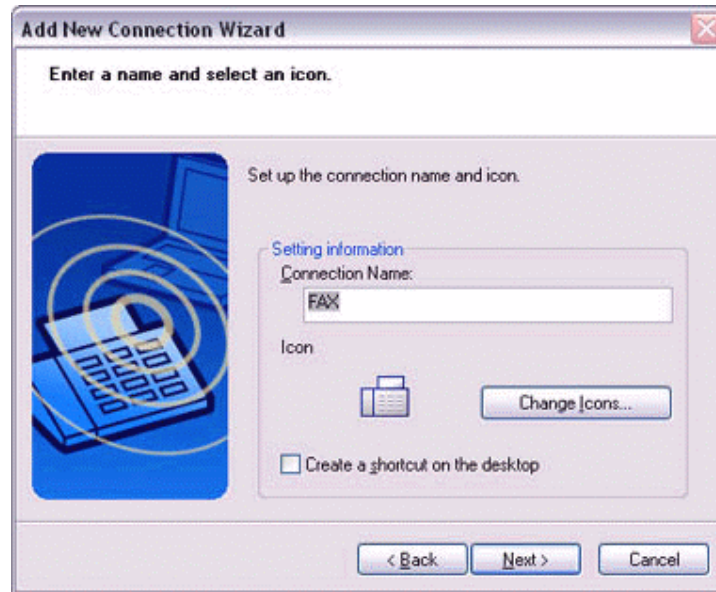 Add New Connection Wizard
Enter a name and select an icon.
Set up the connection name and icon.
Setting information
Connection Name:
FAX
Icon
Change Icons...
Create a shortcut on the desktop
< Back
Next >
Cancel